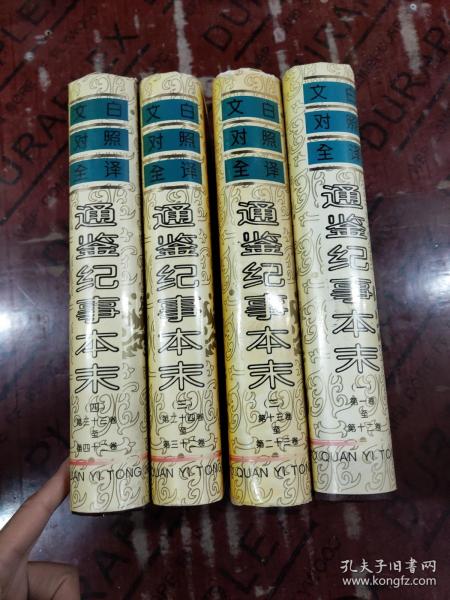 文白
对照
全译
通鉴纪事本末
四
第三十三卷
至
第四十二卷
QUAN YI TONG
文白
对照
全译
通鉴纪事本末
三
第二十四卷
至
第三十二卷
QUAN YI TONG
文白
对照
全译
通鉴纪事本末
二
第十三卷
至
第二十三卷
QUAN YI TONG
文白
对照
全译
通鉴纪事本末
一
第一卷
至
第十二卷
QUAN YI TONG
DURAPLEX
孔夫子旧书网
www.kongfz.com